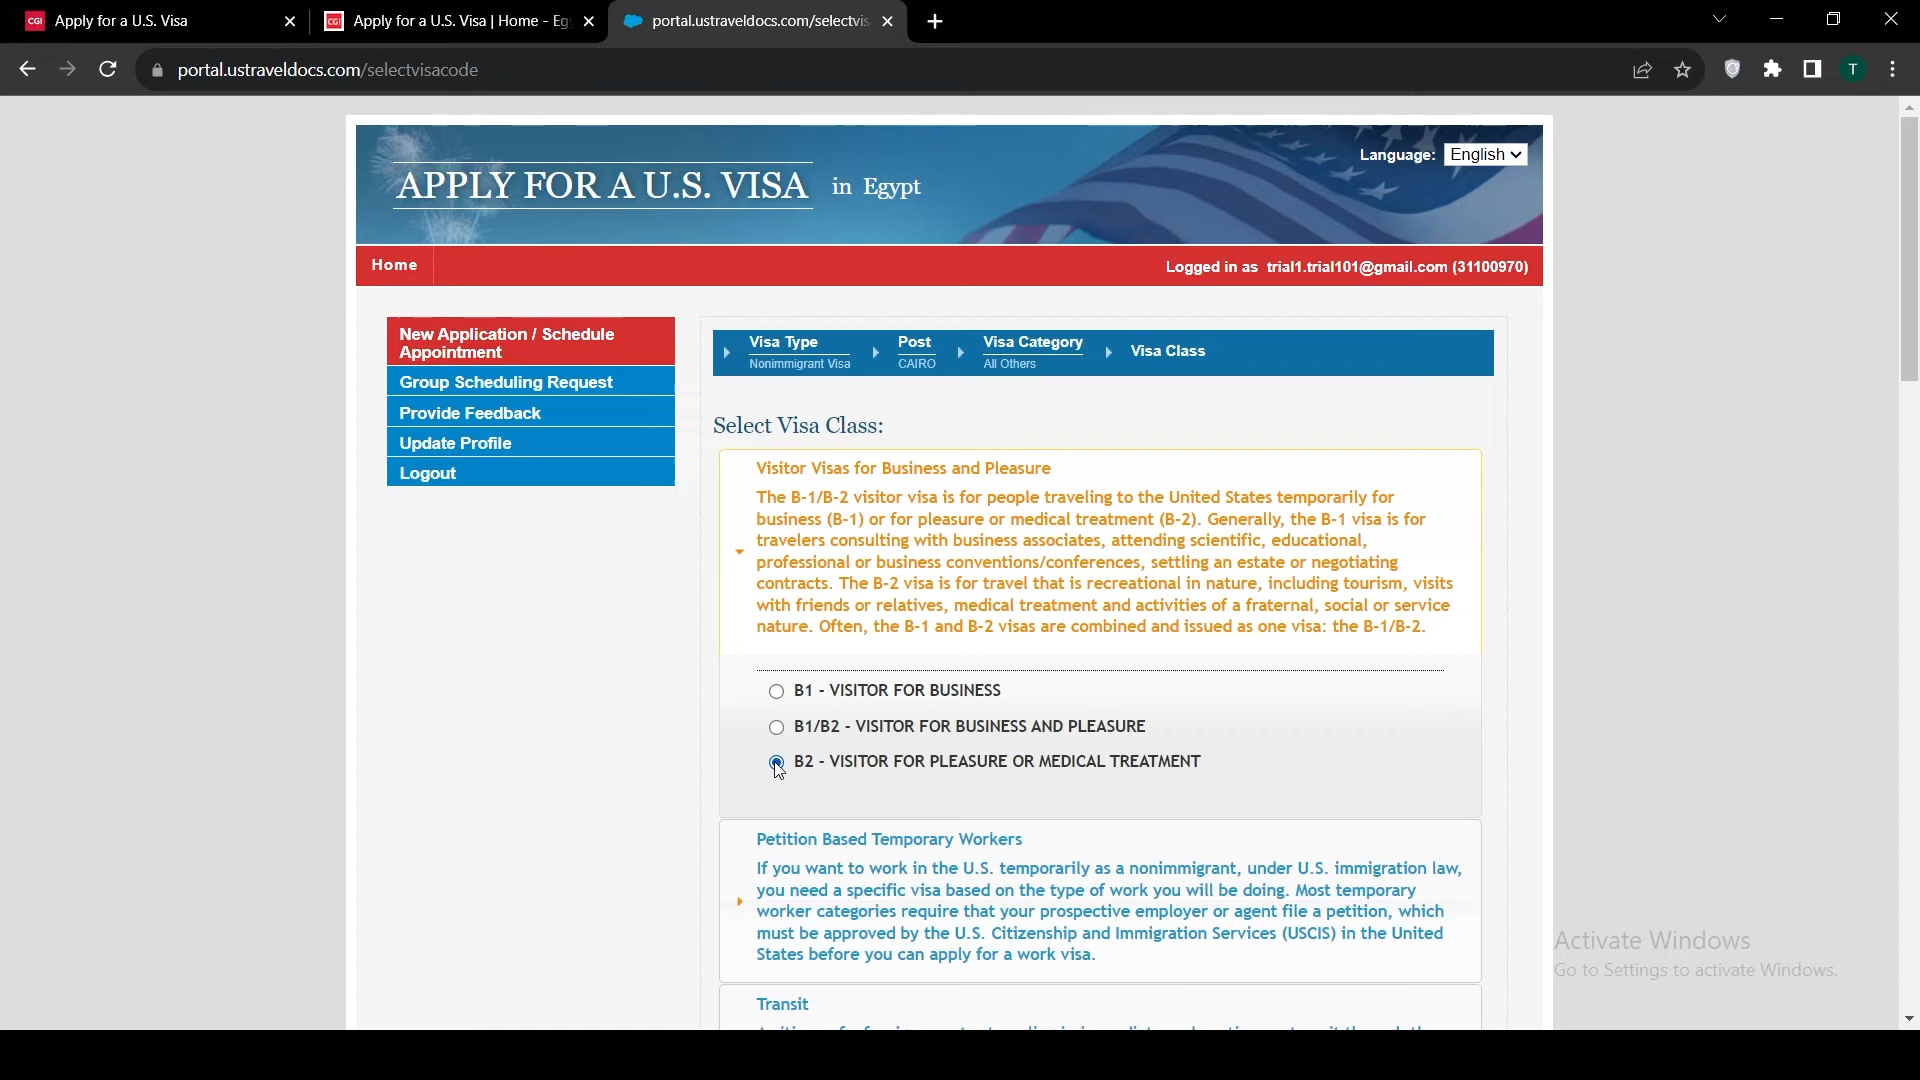 Apply for a U.S. Visa
Apply for a U.S. Visa | Home - Eg
portal.ustraveldocs.com/selectvis
portal.ustraveldocs.com/selectvisacode
T
APPLY FOR A U.S. VISA in Egypt
Language: English
Home
Logged in as trial1.trial101@gmail.com (31100970)
New Application / Schedule
Appointment
Group Scheduling Request
Provide Feedback
Update Profile
Logout
Visa Type
Nonimmigrant Visa
Post
CAIRO
Visa Category
All Others
Visa Class
Select Visa Class:
Visitor Visas for Business and Pleasure
The B-1/B-2 visitor visa is for people traveling to the United States temporarily for
business (B-1) or for pleasure or medical treatment (B-2). Generally, the B-1 visa is for
travelers consulting with business associates, attending scientific, educational,
professional or business conventions/conferences, settling an estate or negotiating
contracts. The B-2 visa is for travel that is recreational in nature, including tourism, visits
with friends or relatives, medical treatment and activities of a fraternal, social or service
nature. Often, the B-1 and B-2 visas are combined and issued as one visa: the B-1/B-2.
B1 - VISITOR FOR BUSINESS
B1/B2 - VISITOR FOR BUSINESS AND PLEASURE
B2 - VISITOR FOR PLEASURE OR MEDICAL TREATMENT
Petition Based Temporary Workers
If you want to work in the U.S. temporarily as a nonimmigrant, under U.S. immigration law,
you need a specific visa based on the type of work you will be doing. Most temporary
worker categories require that your prospective employer or agent file a petition, which
must be approved by the U.S. Citizenship and Immigration Services (USCIS) in the United
States before you can apply for a work visa.
Transit
Activate Windows
Go to Settings to activate Windows.